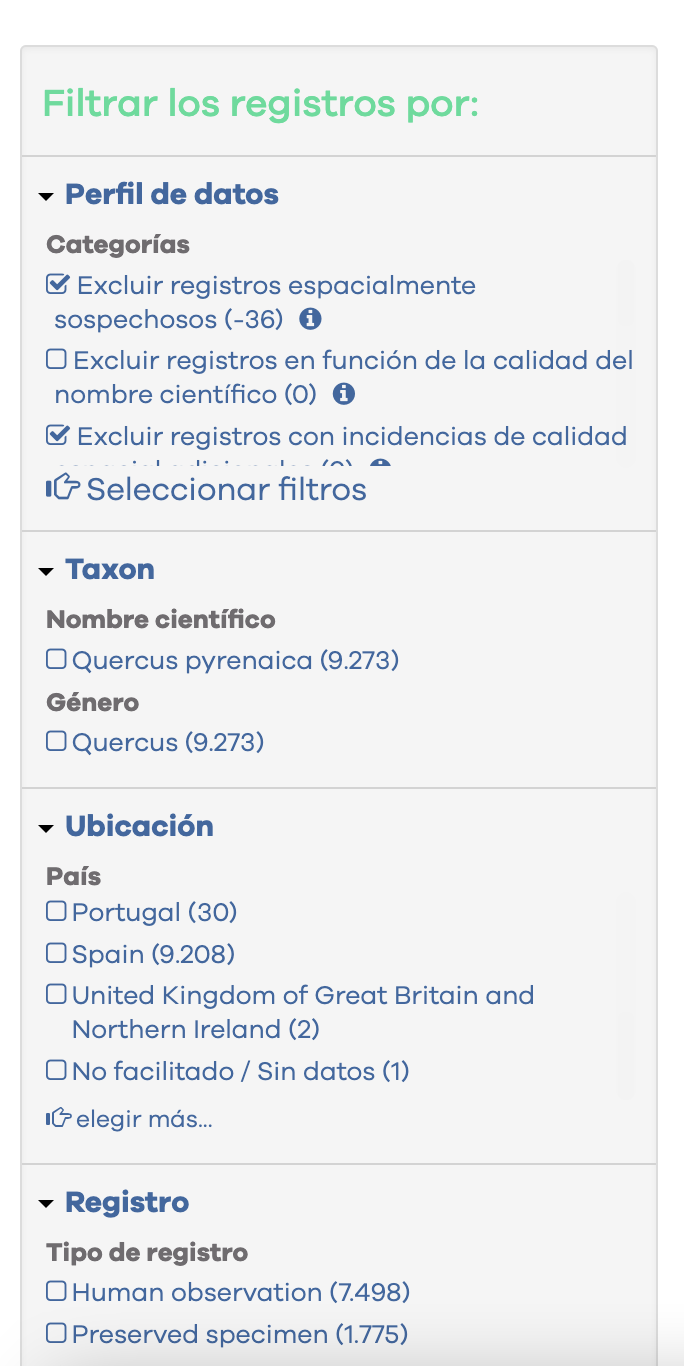 Filtrar los registros por:
Perfil de datos
Categorías
Excluir registros espacialmente
sospechosos (-36)
Excluir registros en función de la calidad del
nombre científico (0)
Excluir registros con incidencias de calidad
Seleccionar filtros
Taxon
Nombre científico
Quercus pyrenaica (9.273)
Género
Quercus (9.273)
Ubicación
País
Portugal (30)
Spain (9.208)
United Kingdom of Great Britain and
Northern Ireland (2)
No facilitado / Sin datos (1)
elegir más...
Registro
Tipo de registro
Human observation (7.498)
Preserved specimen (1.775)